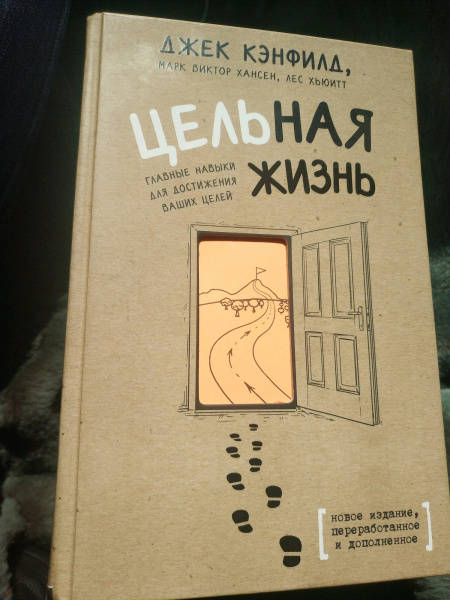 ДЖЕК КЭНФИЛД,
МАРК ВИКТОР ХАНСЕН, ЛЕС ХЬЮИТТ
ЦЕЛЬНАЯ
ЖИЗНЬ
ГЛАВНЫЕ НАВЫКИ
ДЛЯ ДОСТИЖЕНИЯ
ВАШИХ ЦЕЛЕЙ
[новое издание,
переработанное
и дополненное]